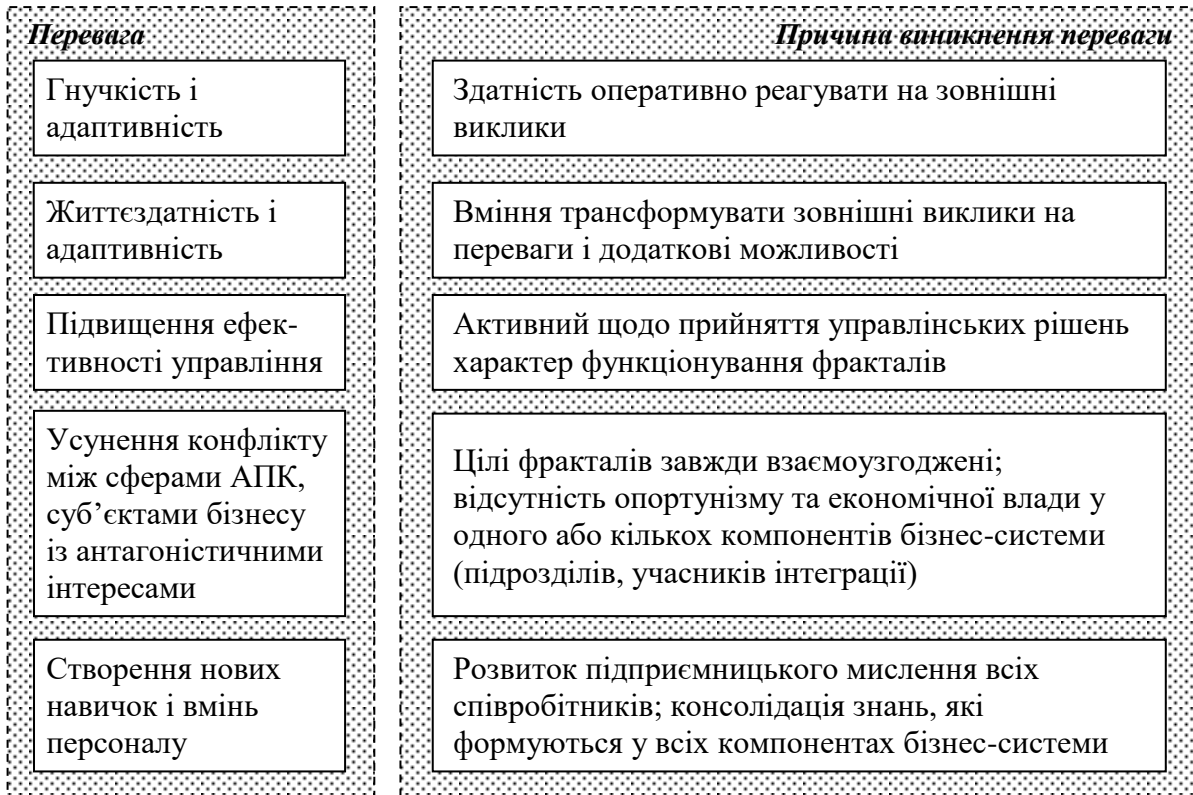 Перевага
Причина виникнення переваги
Гнучкість і
адаптивність
Здатність оперативно реагувати на зовнішні
виклики
Життєздатність і
адаптивність
Вміння трансформувати зовнішні виклики на
переваги і додаткові можливості
Підвищення ефек-
тивності управління
Активний щодо прийняття управлінських рішень
характер функціонування фракталів
Усунення конфлікту
між сферами АПК,
суб’єктами бізнесу
із антагоністичними
інтересами
Цілі фракталів завжди взаємоузгоджені;
відсутність опортунізму та економічної влади у
одного або кількох компонентів бізнес-системи
(підрозділів, учасників інтеграції)
Створення нових
навичок і вмінь
персоналу
Розвиток підприємницького мислення всіх
співробітників; консолідація знань, які
формуються у всіх компонентах бізнес-системи